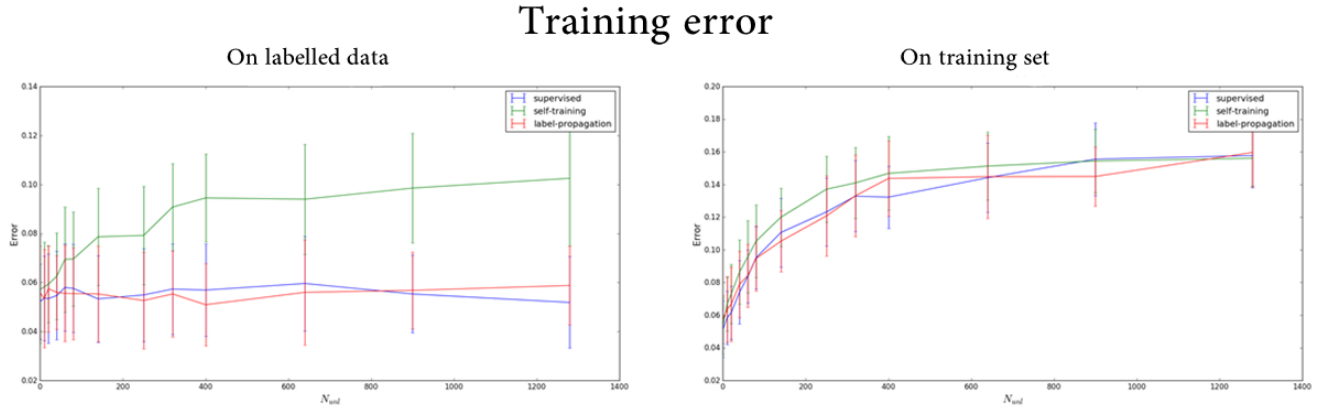 Training error
On labelled data
On training set
0.14
0.12
0.10
0.08
0.06
0.04
0.02
Error
0
200
400
600
800
1000
1200
1400
N_unl
supervised
self-training
label-propagation
0.20
0.18
0.16
0.14
0.12
0.10
0.08
0.06
0.04
0.02
Error
0
200
400
600
800
1000
1200
1400
N_unl
supervised
self-training
label-propagation